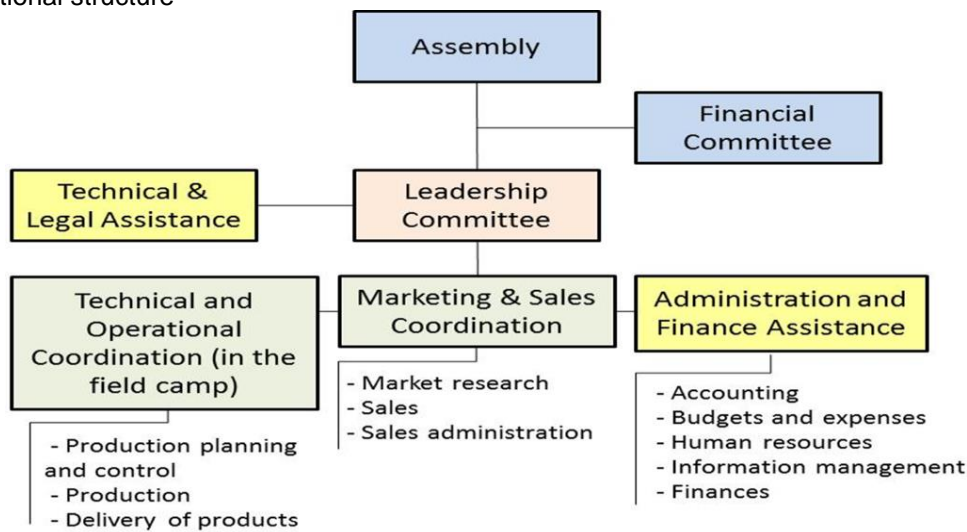 Assembly
Financial
Committee
Technical &
Legal Assistance
Leadership
Committee
Technical and
Operational
Coordination (in the
field camp)
Marketing & Sales
Coordination
Administration and
Finance Assistance
- Production planning
and control
- Production
- Delivery of products
- Market research
- Sales
- Sales administration
- Accounting
- Budgets and expenses
- Human resources
- Information management
- Finances